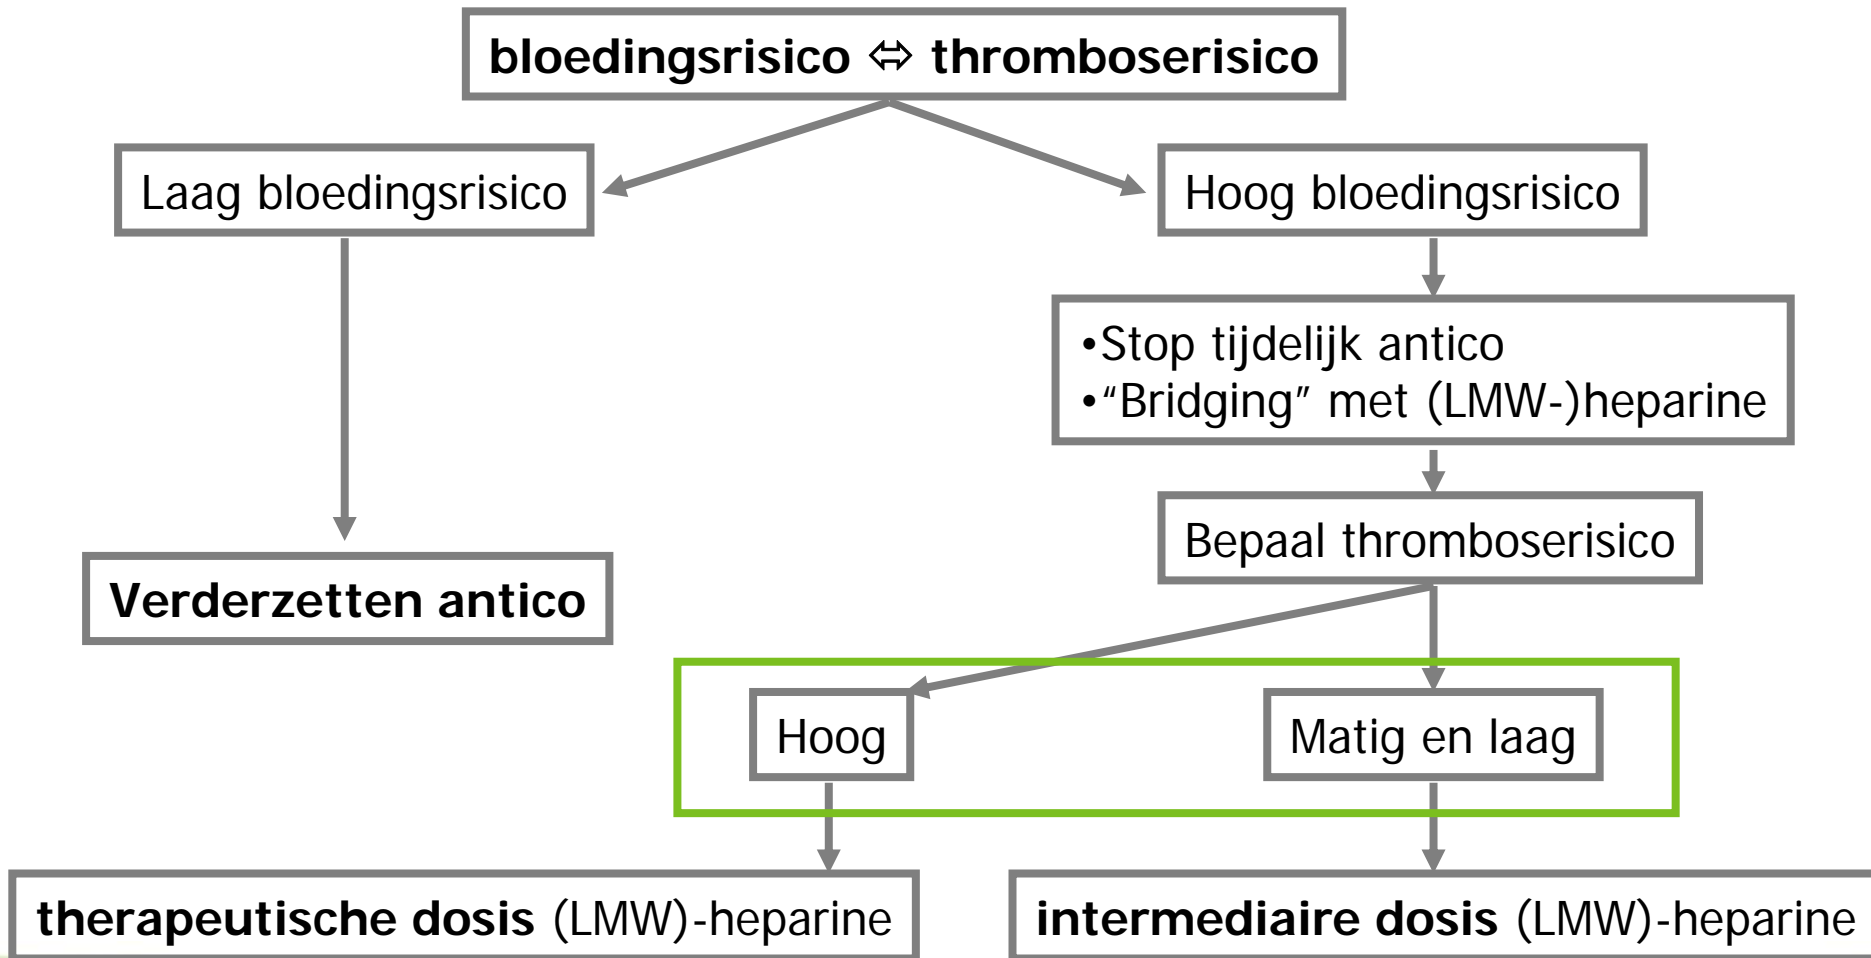 bloedingsrisico ⇔ thromboserisico
Laag bloedingsrisico
Hoog bloedingsrisico
•Stop tijdelijk antico
•“Bridging” met (LMW-)heparine
Bepaal thromboserisico
Verderzetten antico
Hoog
Matig en laag
therapeutische dosis (LMW)-heparine
intermediaire dosis (LMW)-heparine